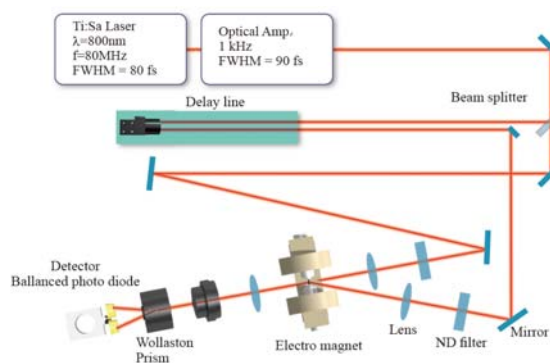 Ti:Sa Laser
λ=800nm
f=80MHz
FWHM = 80 fs
Optical Amp.
1 kHz
FWHM = 90 fs
Delay line
Beam splitter
Detector
Ballanced photo diode
Wollaston
Prism
Electro magnet
Lens
ND filter
Mirror